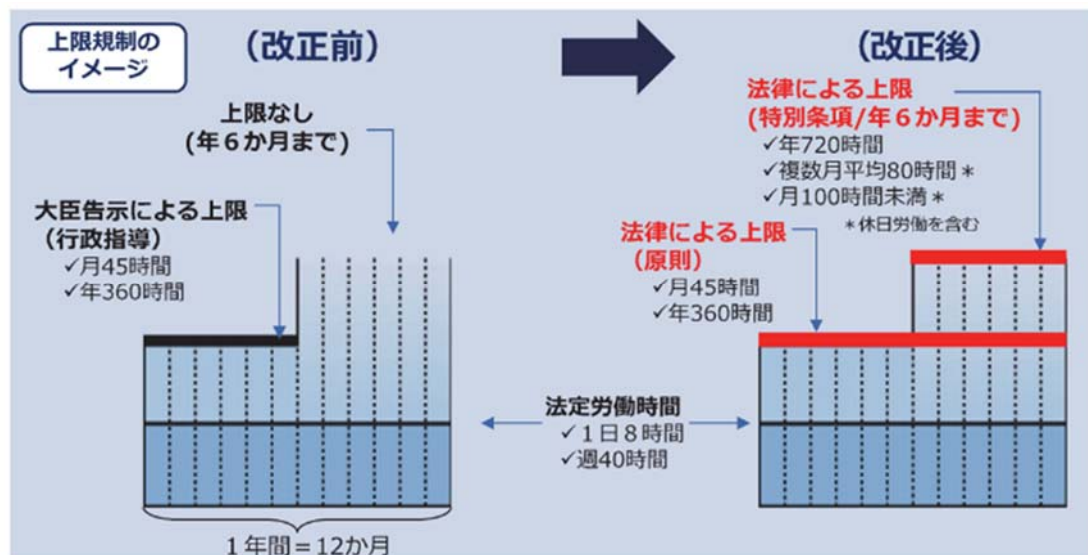 上限規制の
イメージ
(改正前)
(改正後)
上限なし
(年6か月まで)
大臣告示による上限
(行政指導)
✓月45時間
✓年360時間
法律による上限
(特別条項/年6か月まで)
✓年720時間
✓複数月平均80時間*
✓月100時間未満*
*休日労働を含む
法律による上限
(原則)
✓月45時間
✓年360時間
法定労働時間
✓1日8時間
✓週40時間
1年間=12か月